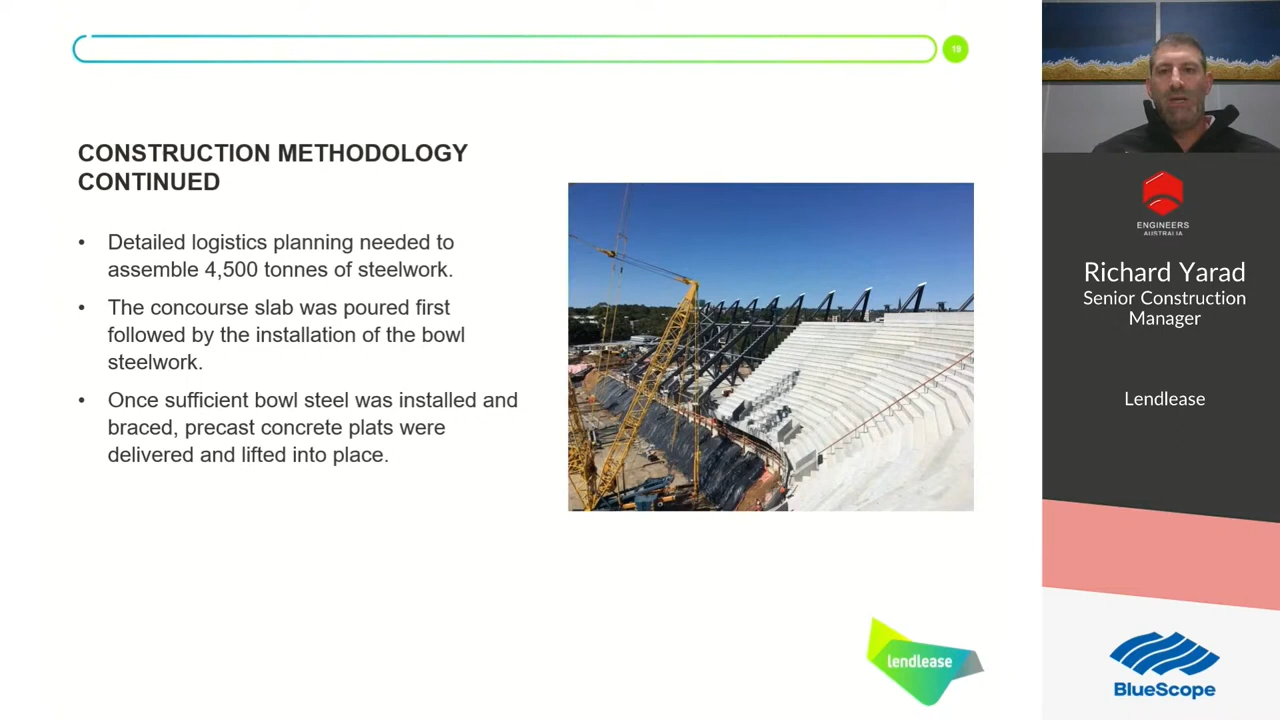 19
CONSTRUCTION METHODOLOGY
CONTINUED
• Detailed logistics planning needed to
assemble 4,500 tonnes of steelwork.
• The concourse slab was poured first
followed by the installation of the bowl
steelwork.
• Once sufficient bowl steel was installed and
braced, precast concrete plats were
delivered and lifted into place.
lendlease
ENGINEERS
AUSTRALIA
Richard Yarad
Senior Construction
Manager
Lendlease
BlueScope